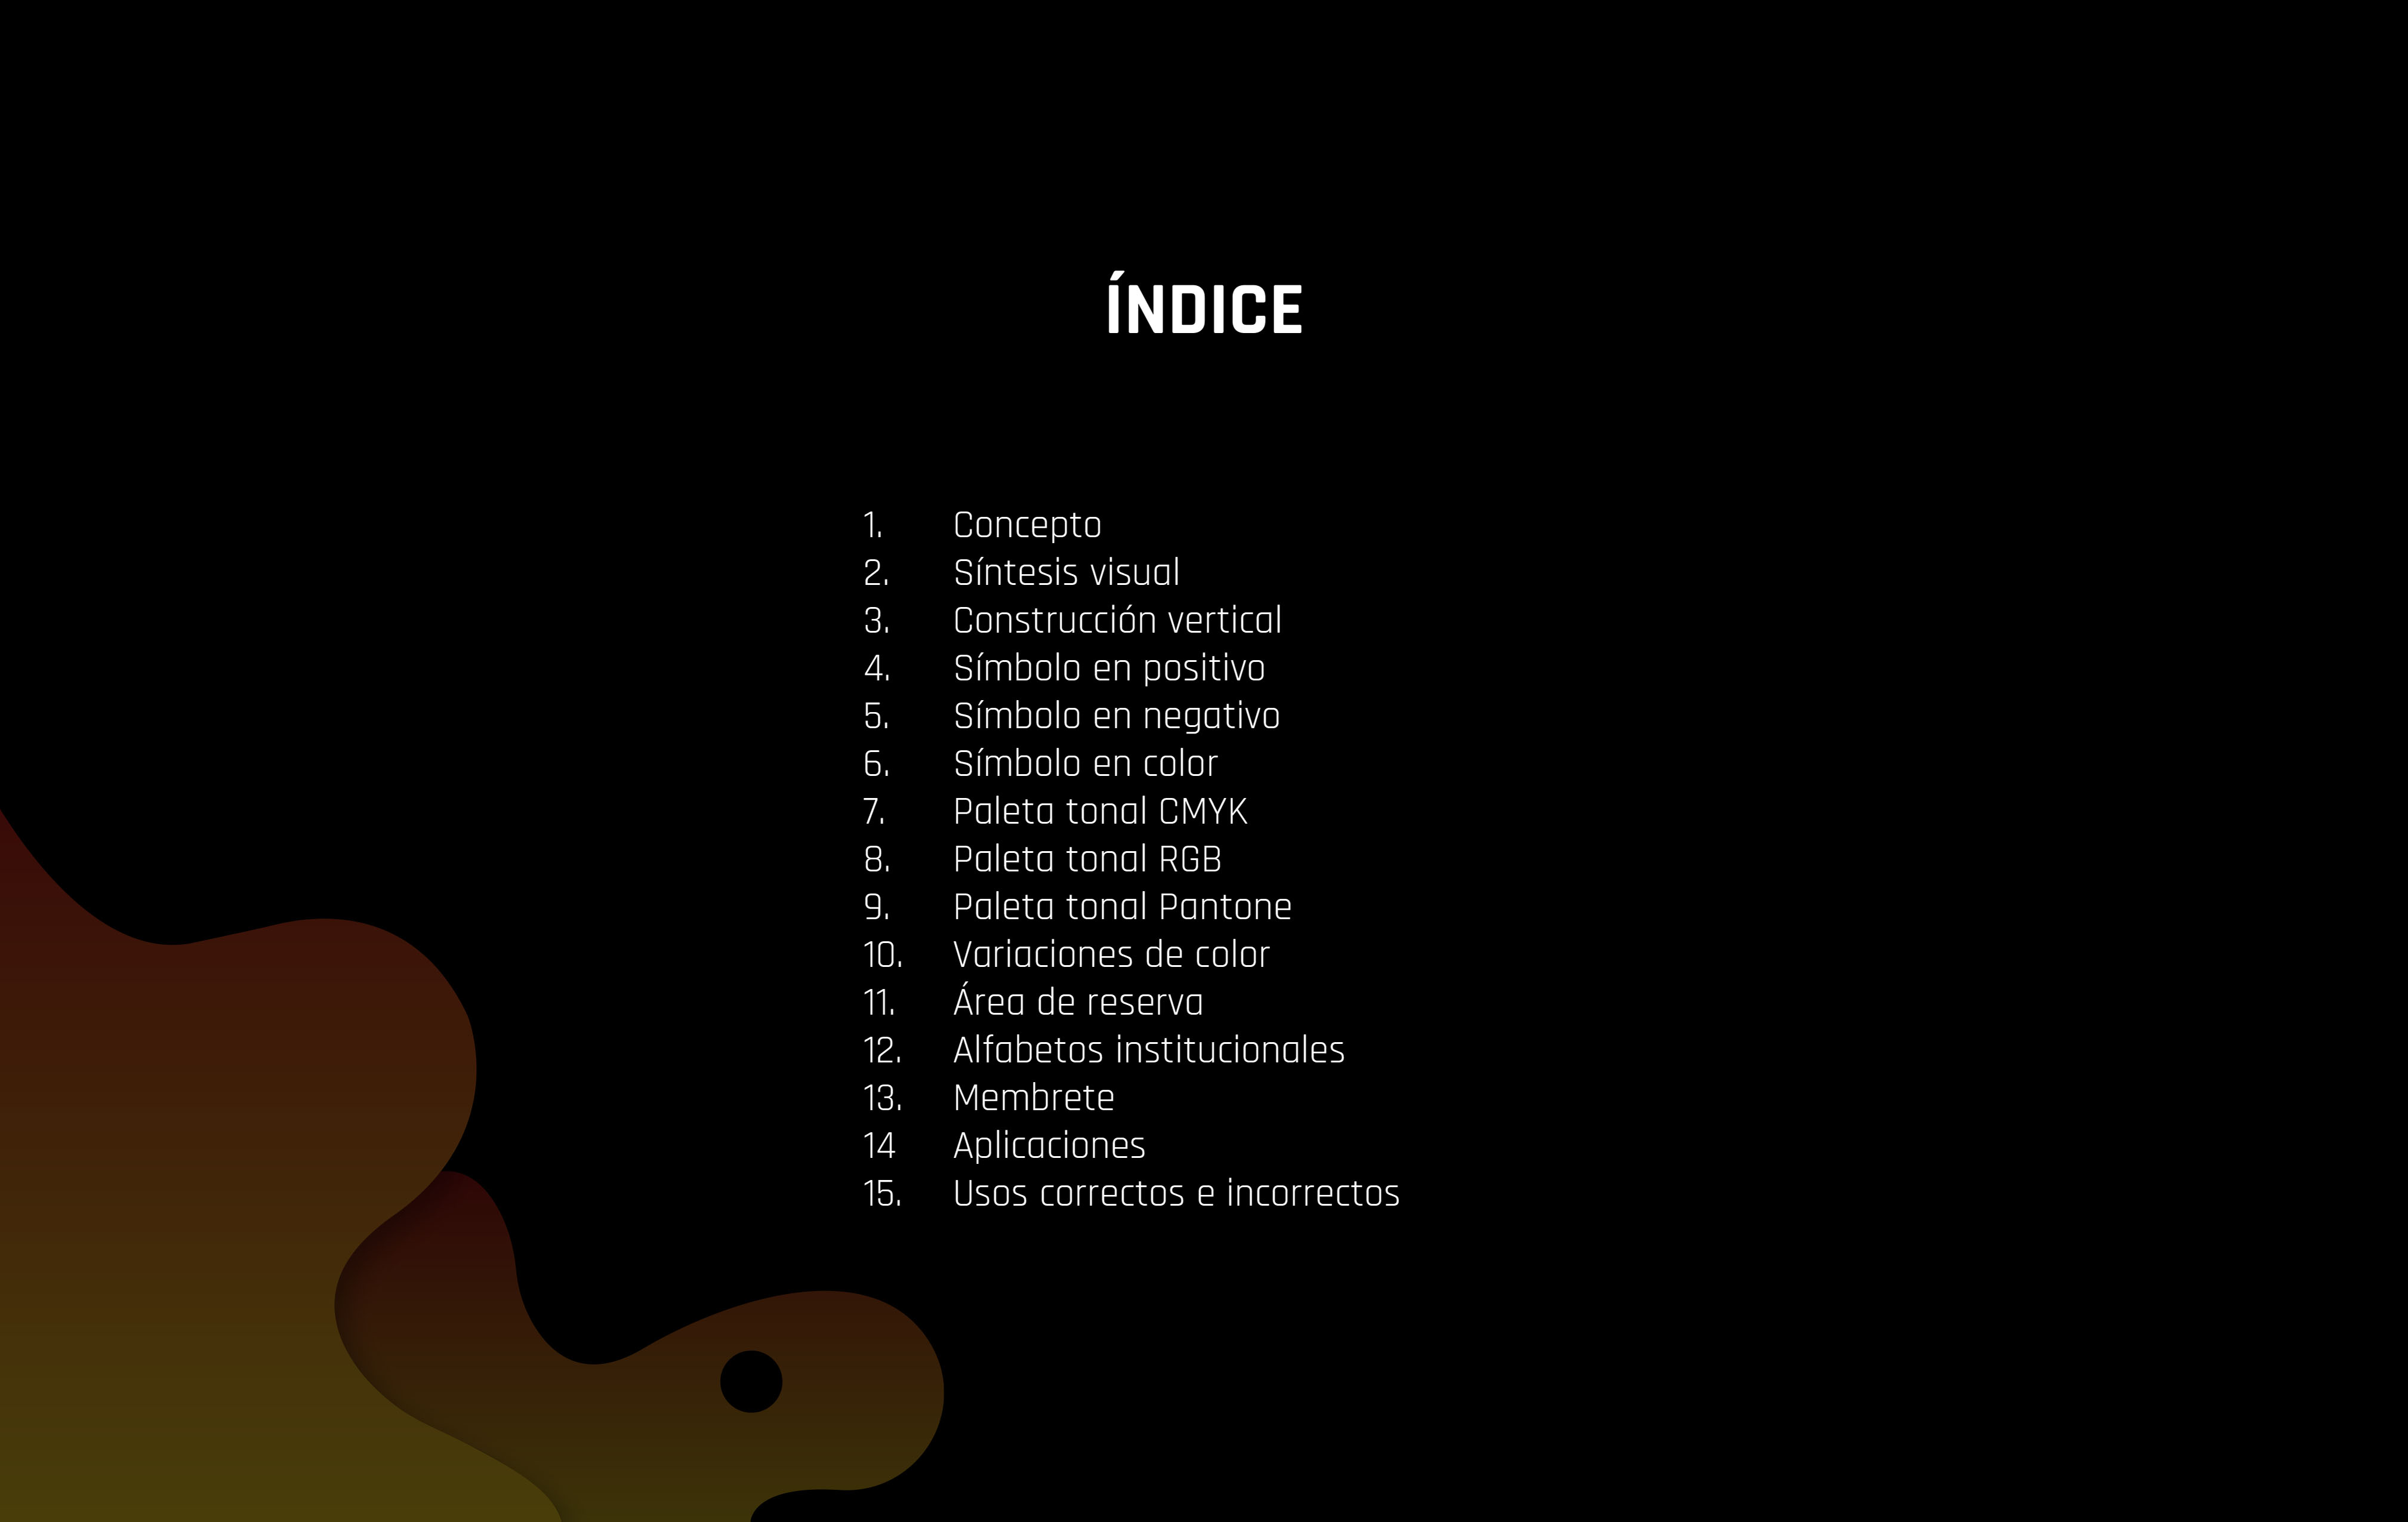 ÍNDICE
1. Concepto
2. Síntesis visual
3. Construcción vertical
4. Símbolo en positivo
5. Símbolo en negativo
6. Símbolo en color
7. Paleta tonal CMYK
8. Paleta tonal RGB
9. Paleta tonal Pantone
10. Variaciones de color
11. Área de reserva
12. Alfabetos institucionales
13. Membrete
14 Aplicaciones
15. Usos correctos e incorrectos